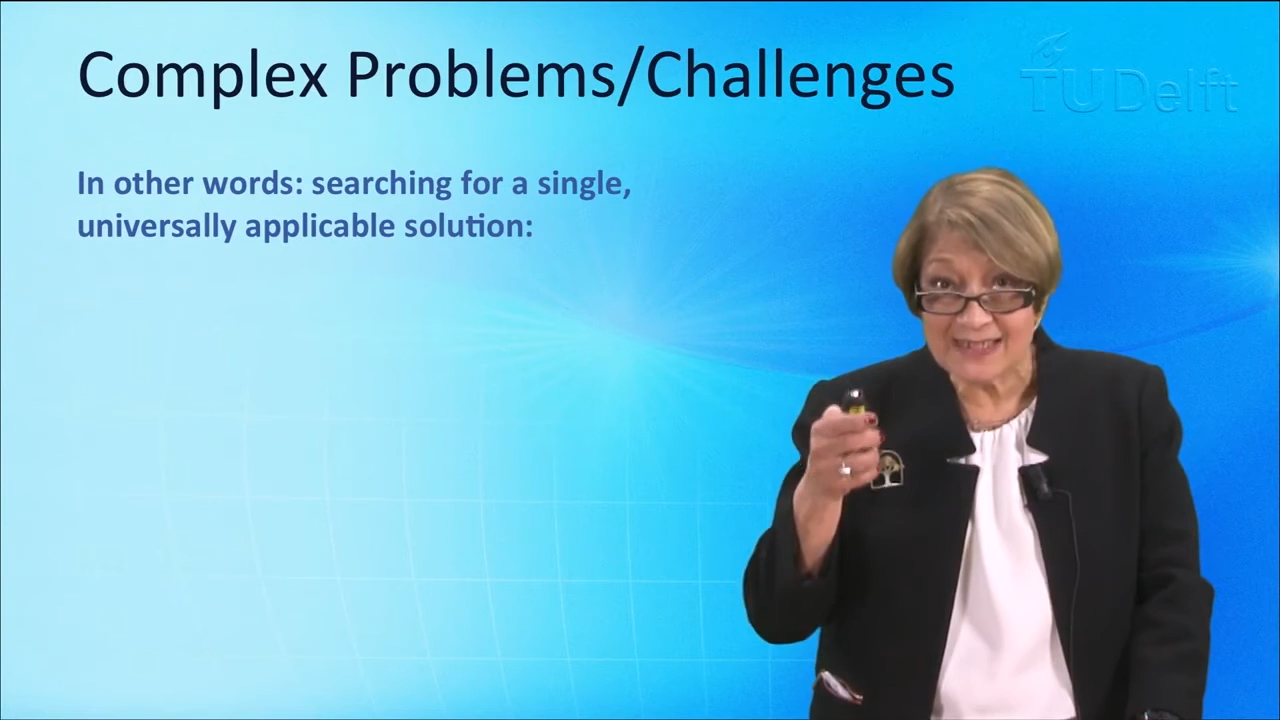 Complex Problems/Challenges
TU Delft
In other words: searching for a single,
universally applicable solution: